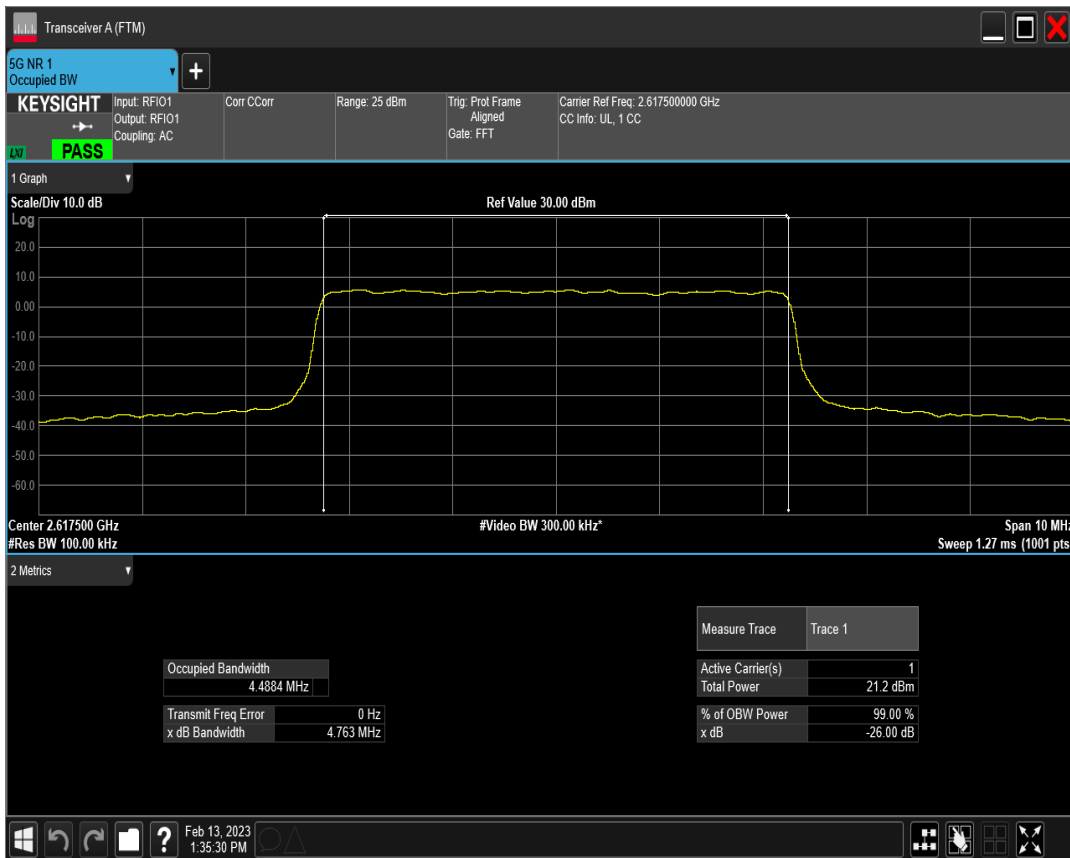 Transceiver A (FTM)
5G NR 1
Occupied BW
+
KEYSIGHT
LXI
PASS
Input: RFIO1
Output: RFIO1
Coupling: AC
Corr CCorr
Range: 25 dBm
Trig: Prot Frame
Aligned
Gate: FFT
Carrier Ref Freq: 2.617500000 GHz
CC Info: UL, 1 CC
1 Graph
Scale/Div 10.0 dB
Ref Value 30.00 dBm
Log
20.0
10.0
0.00
-10.0
-20.0
-30.0
-40.0
-50.0
-60.0
Center 2.617500 GHz
#Video BW 300.00 kHz*
Span 10 MHz
#Res BW 100.00 kHz
Sweep 1.27 ms (1001 pts
2 Metrics
Measure Trace Trace 1
Occupied Bandwidth
4.4884 MHz
Active Carrier(s) 1
Total Power 21.2 dBm
Transmit Freq Error 0 Hz
x dB Bandwidth 4.763 MHz
% of OBW Power 99.00 %
x dB -26.00 dB
?
Feb 13, 2023
1:35:30 PM